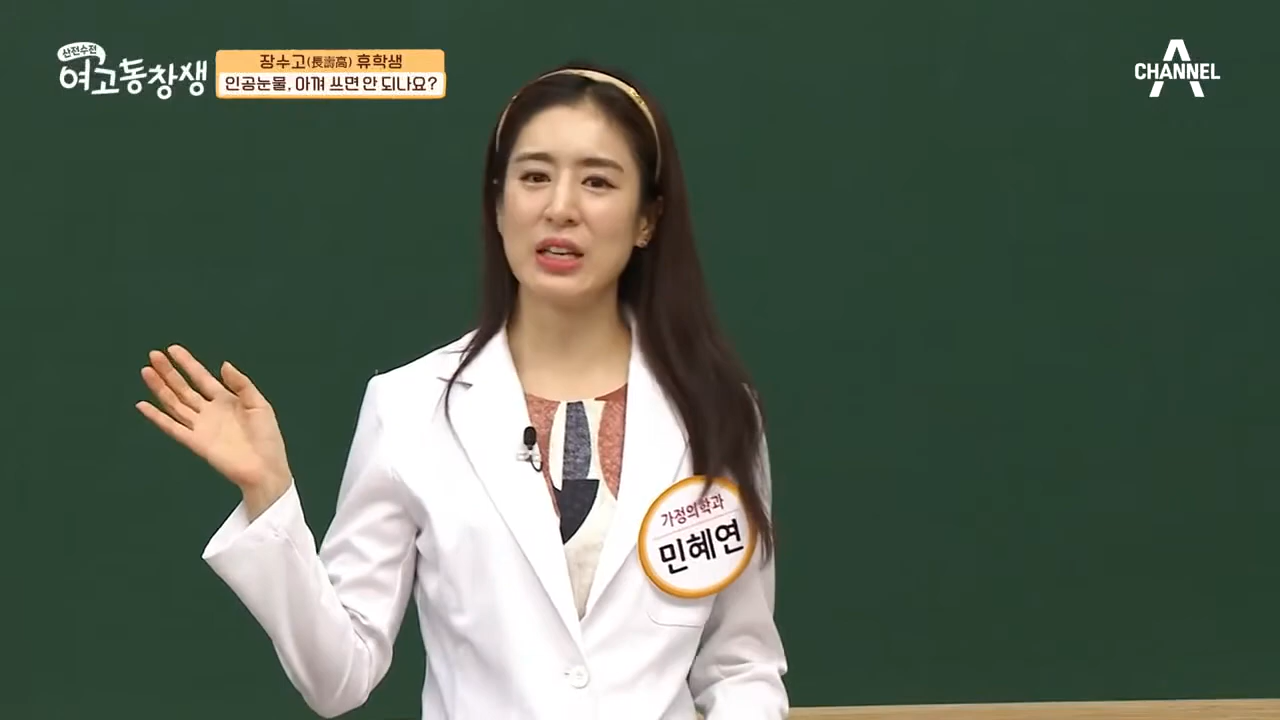 산전수전
여고동창생
장수고(長壽高) 휴학생
인공눈물, 아껴 쓰면 안 되나요?
CHANNEL A
가정의학과
민혜연